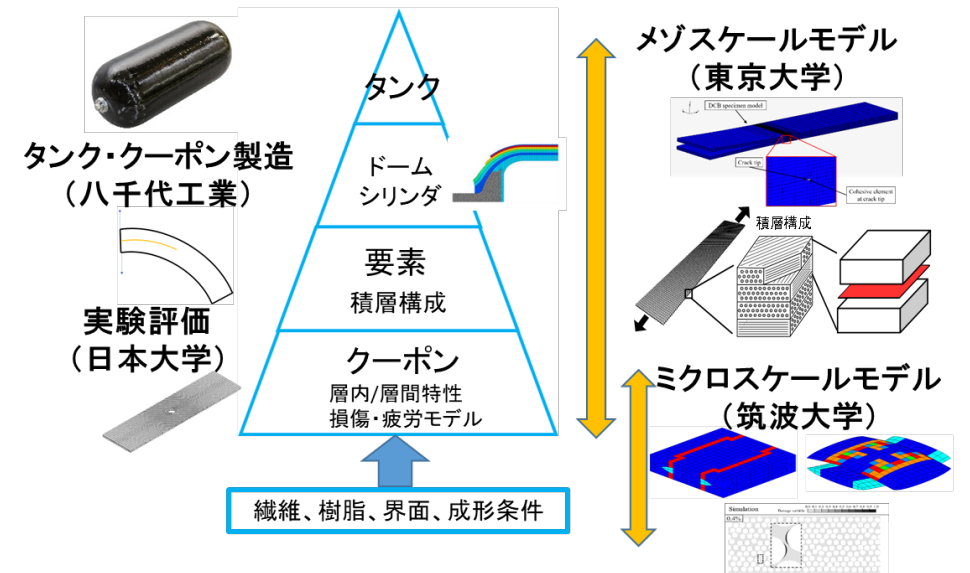 タンク・クーポン製造
（八千代工業）
実験評価
（日本大学）
タンク
ドーム
シリンダ
要素
積層構成
クーポン
層内/層間特性
損傷・疲労モデル
繊維、樹脂、界面、成形条件
メゾスケールモデル
（東京大学）
DCB specimen model
Crack tip
Cohesive element
at crack tip
積層構成
ミクロスケールモデル
（筑波大学）
Simulation
0.4%